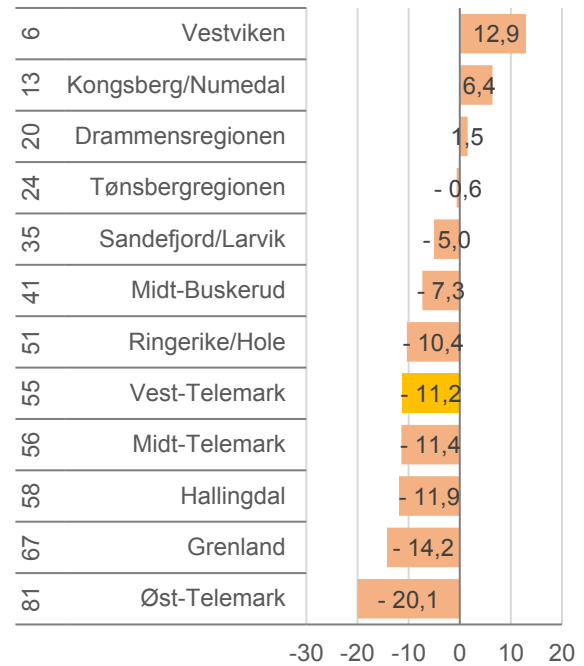 6 Vestviken 12,9
13 Kongsberg/Numedal 6,4
20 Drammensregionen 1,5
24 Tønsbergregionen - 0,6
35 Sandefjord/Larvik - 5,0
41 Midt-Buskerud - 7,3
51 Ringerike/Hole - 10,4
55 Vest-Telemark - 11,2
56 Midt-Telemark - 11,4
58 Hallingdal - 11,9
67 Grenland - 14,2
81 Øst-Telemark - 20,1
-30 -20 -10 0 10 20